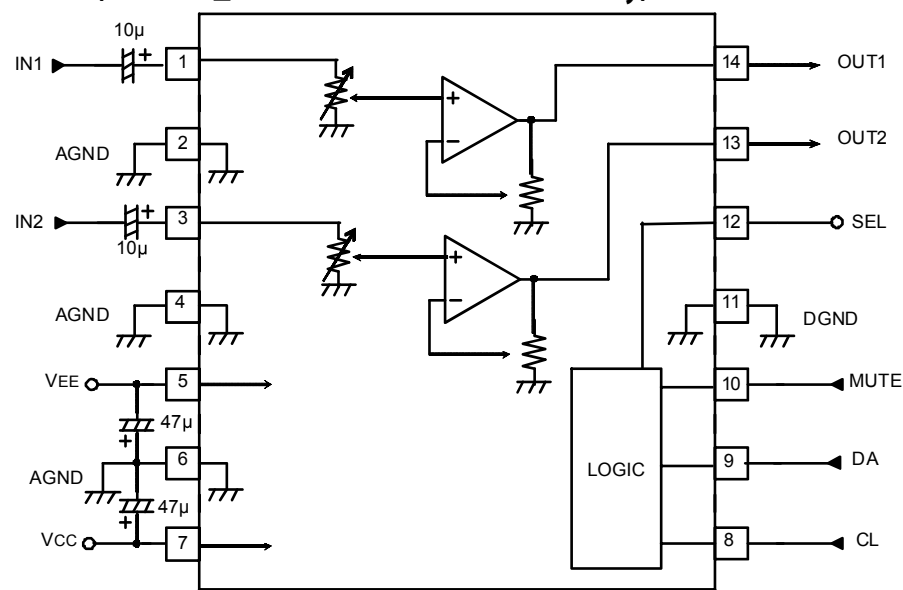 10μ
IN1
1
14
OUT1
AGND
2
13
OUT2
IN2
3
12
SEL
10μ
AGND
4
11
DGND
VEE
5
10
MUTE
47μ
+
AGND
6
LOGIC
9
DA
47μ
+
VCC
7
8
CL
+
+
+
−
+
−